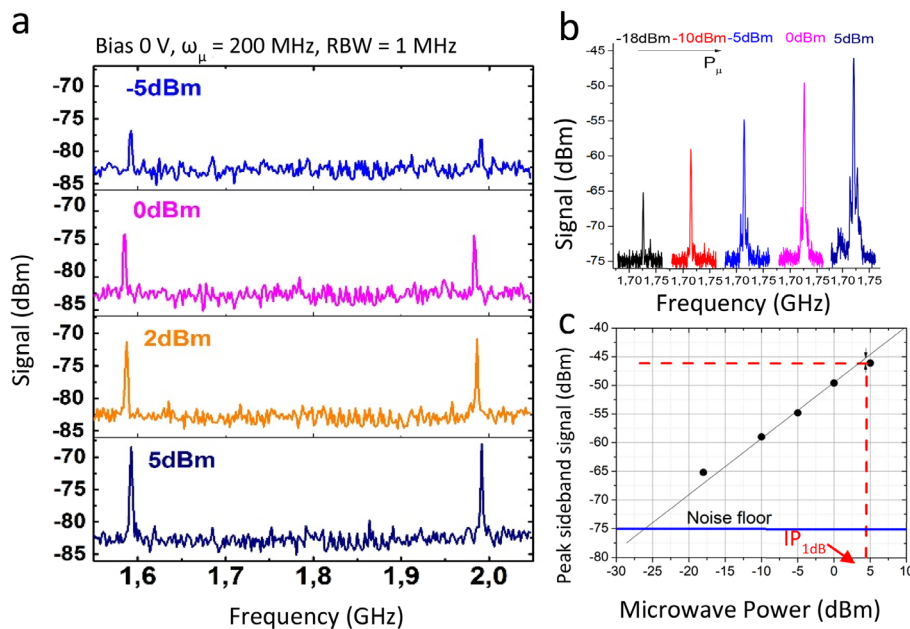 a
Bias 0 V, ωμ = 200 MHz, RBW = 1 MHz
Signal (dBm)
-70
-75
-80
-85
-5dBm
-70
-75
-80
-85
0dBm
-70
-75
-80
-85
2dBm
-70
-75
-80
-85
5dBm
1,6 1,7 1,8 1,9 2,0
Frequency (GHz)
b
-18dBm -10dBm -5dBm 0dBm 5dBm
Pμ
Signal (dBm)
-45
-50
-55
-60
-65
-70
-75
1,70 1,75 1,70 1,75 1,70 1,75 1,70 1,75 1,70 1,75
Frequency (GHz)
c
Peak sideband signal (dBm)
-40
-45
-50
-55
-60
-65
-70
-75
-80
Noise floor
IP1dB
-30 -25 -20 -15 -10 -5 0 5 10
Microwave Power (dBm)